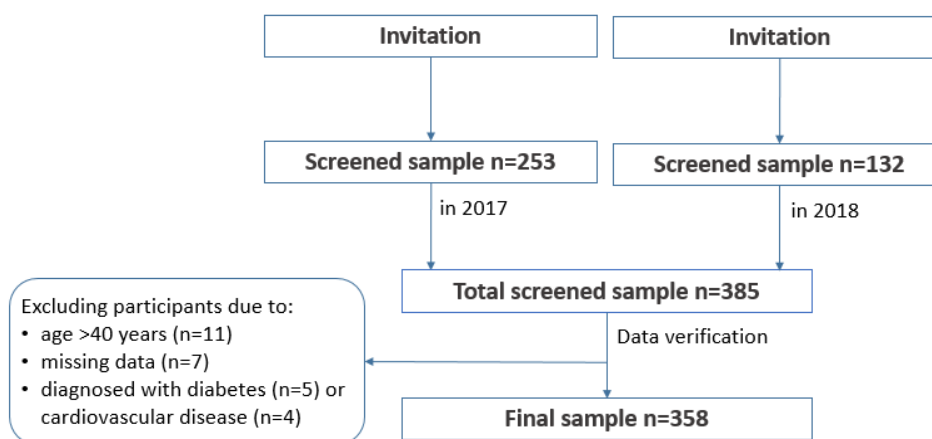 Invitation
Invitation
Screened sample n=253
Screened sample n=132
in 2017
in 2018
Total screened sample n=385
Excluding participants due to:
• age >40 years (n=11)
• missing data (n=7)
• diagnosed with diabetes (n=5) or
cardiovascular disease (n=4)
Data verification
Final sample n=358